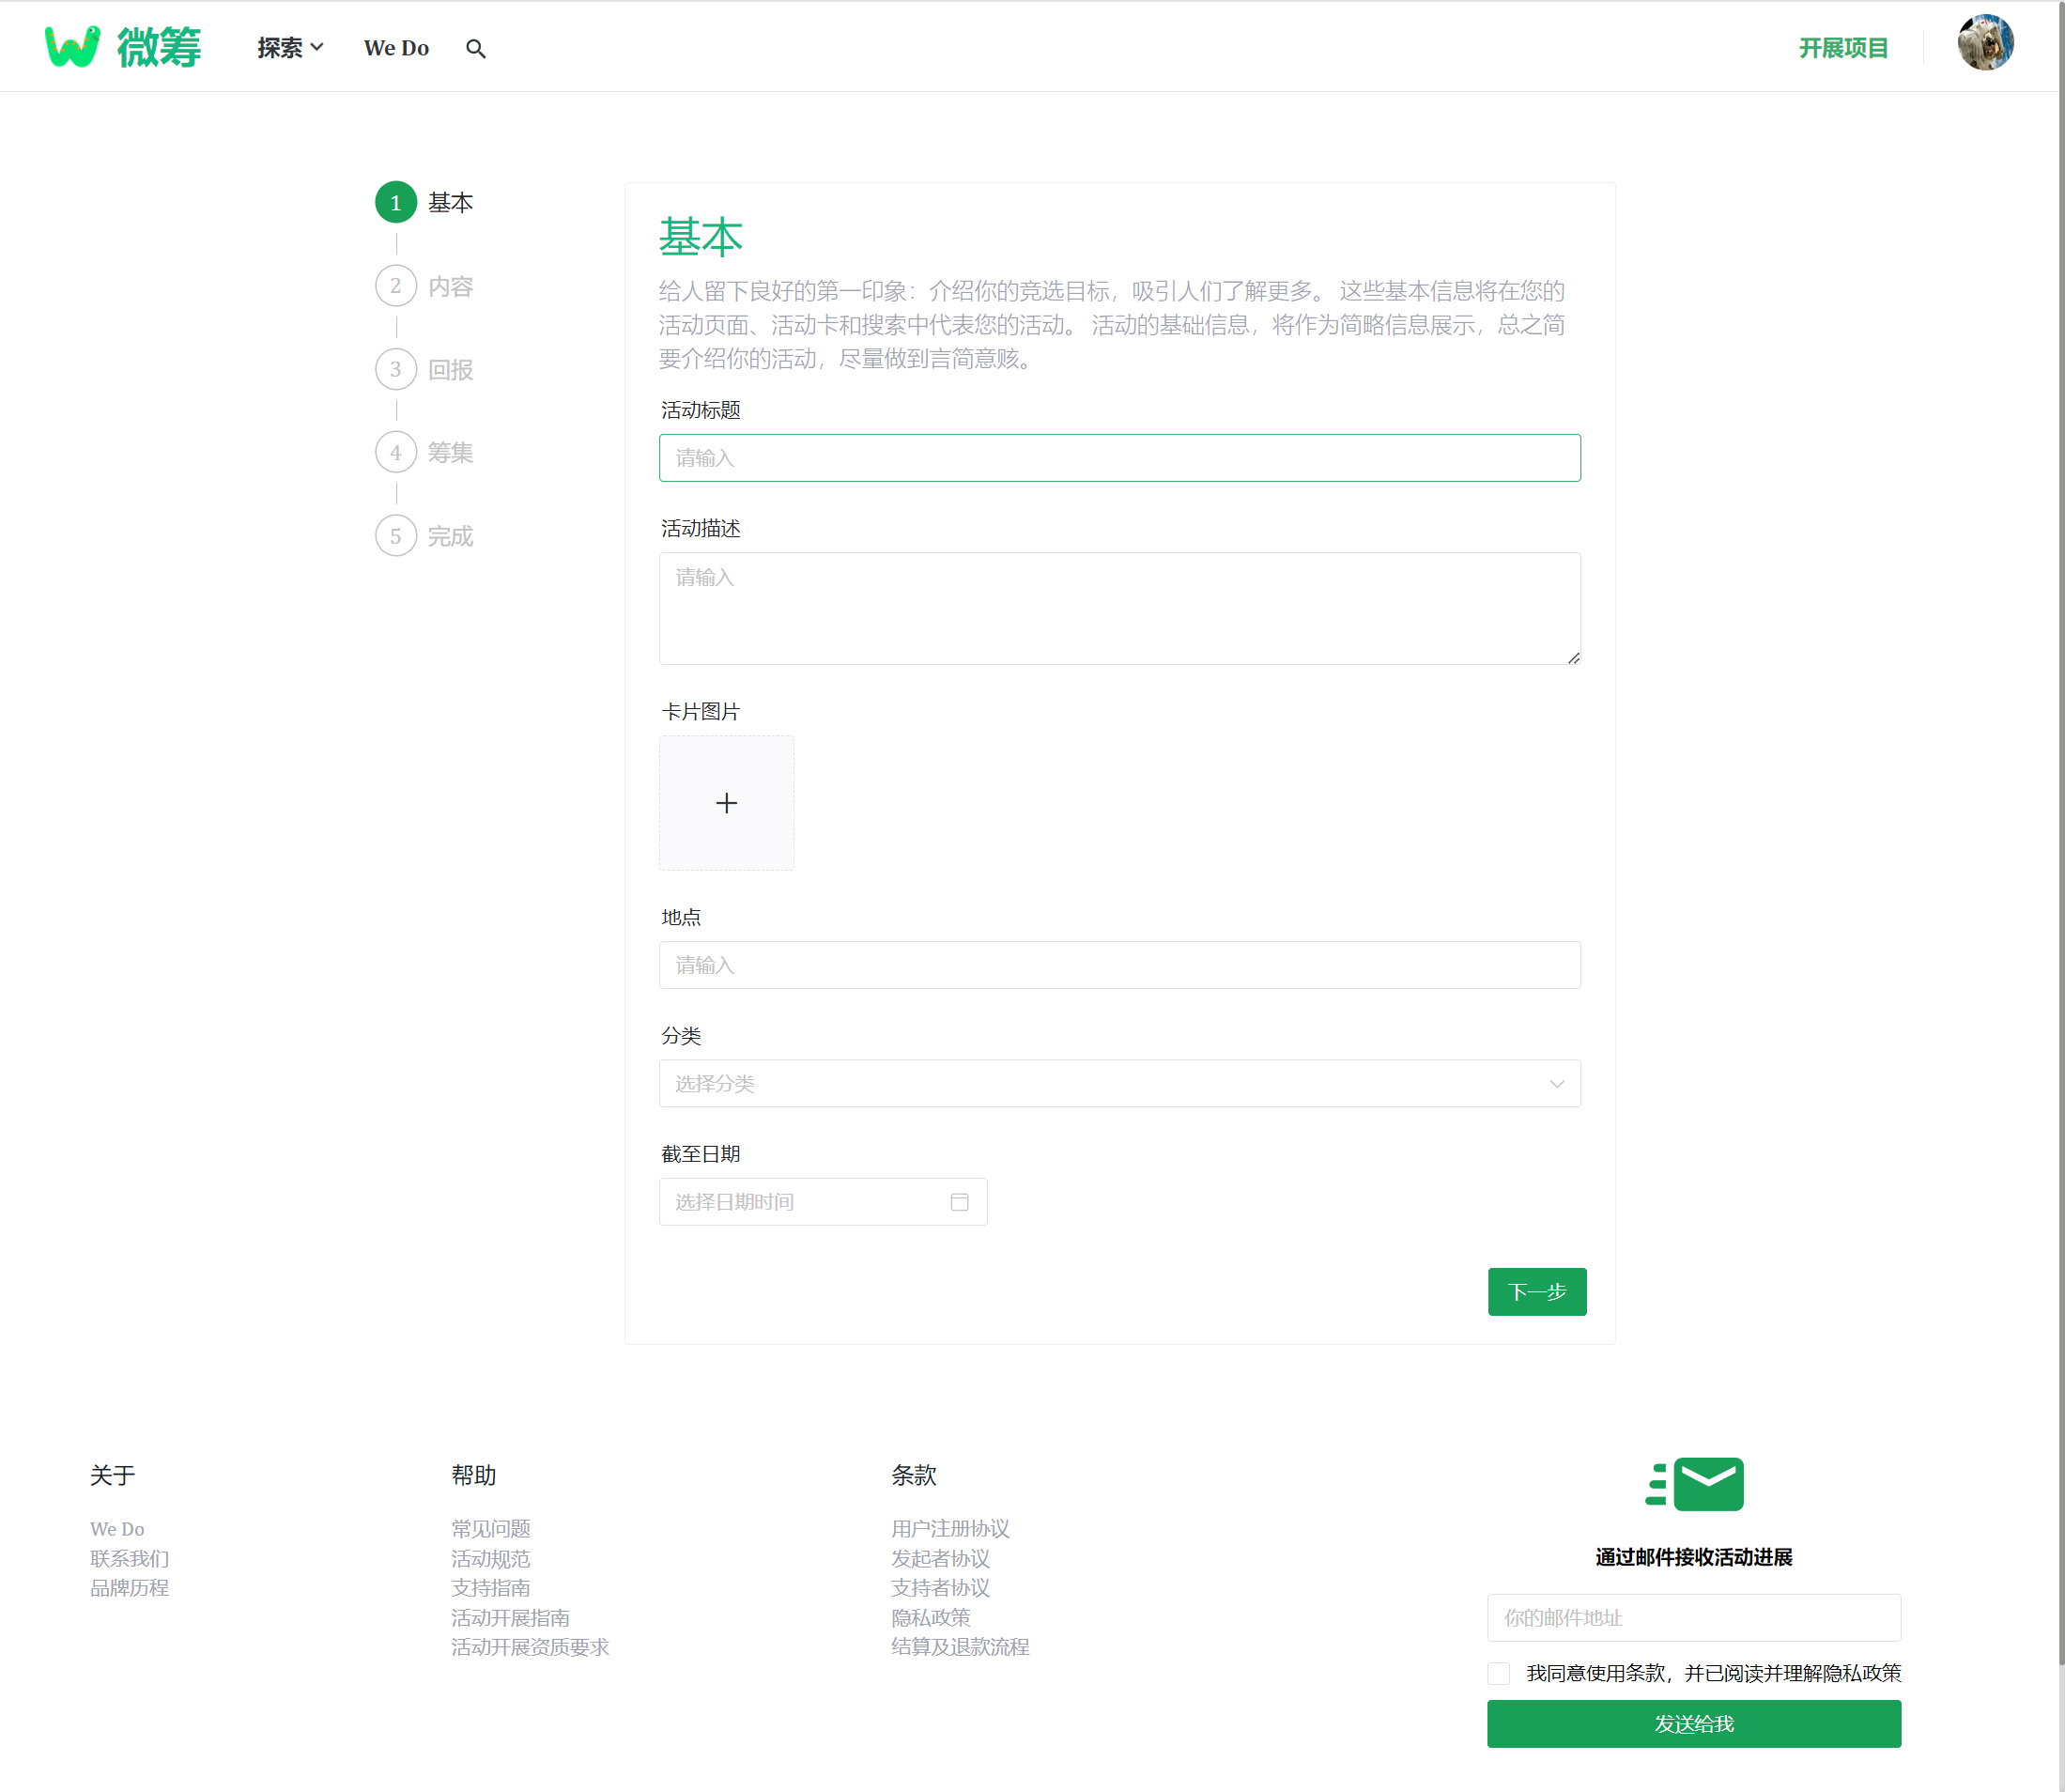 微筹
探索
We Do
开展项目
1 基本
2 内容
3 回报
4 筹集
5 完成
基本
给人留下良好的第一印象：介绍你的竞选目标，吸引人们了解更多。 这些基本信息将在您的
活动页面、活动卡和搜索中代表您的活动。 活动的基础信息，将作为简略信息展示，总之简
要介绍你的活动，尽量做到言简意赅。
活动标题
请输入
活动描述
请输入
卡片图片
地点
请输入
分类
选择分类
截至日期
选择日期时间
下一步
关于
We Do
联系我们
品牌历程
帮助
常见问题
活动规范
支持指南
活动开展指南
活动开展资质要求
条款
用户注册协议
发起者协议
支持者协议
隐私政策
结算及退款流程
通过邮件接收活动进展
你的邮件地址
我同意使用条款，并已阅读并理解隐私政策
发送给我